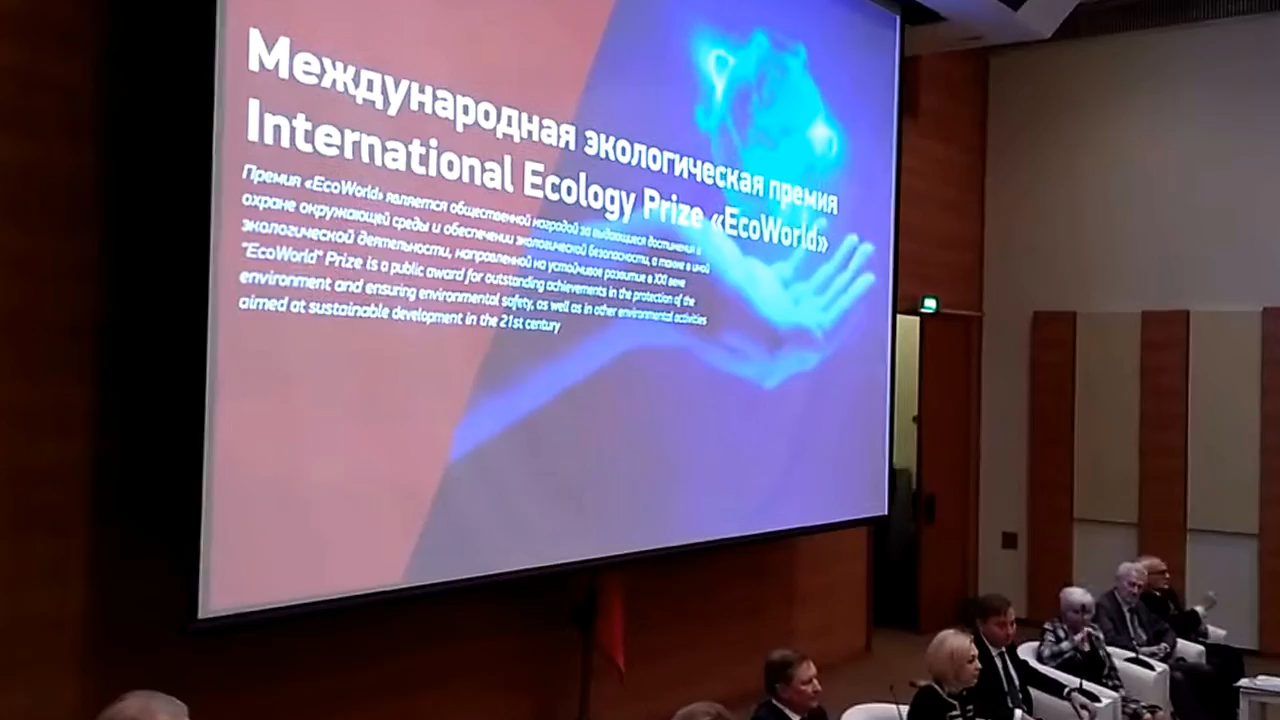 Международная экологическая премия
International Ecology Prize «EcoWorld»
Премия «EcoWorld» является общественной наградой за выдающиеся достижения в
охране окружающей среды и обеспечении экологической безопасности, а также в иной
экологической деятельности, направленной на устойчивое развитие в XXI веке
"EcoWorld" Prize is a public award for outstanding achievements in the protection of the
environment and ensuring environmental safety, as well as in other environmental activities
aimed at sustainable development in the 21st century